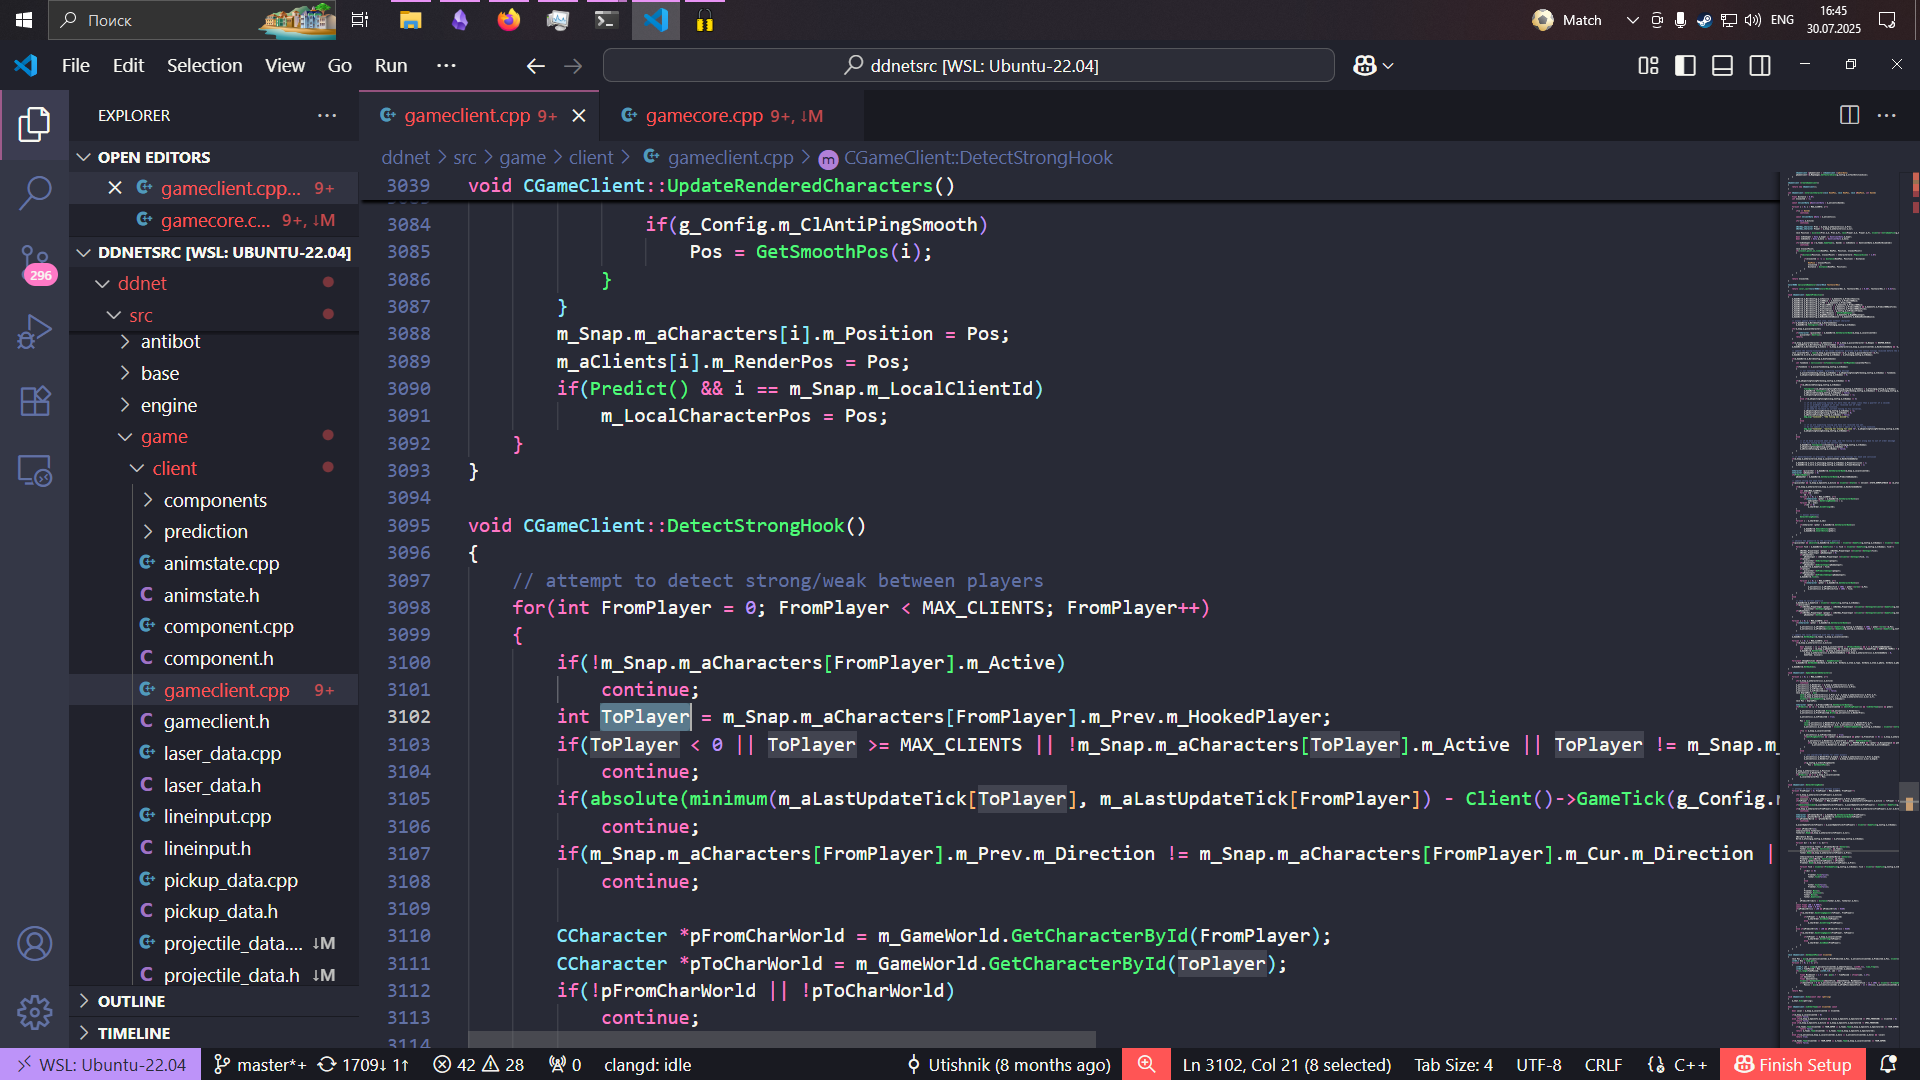 Поиск
Match
ENG
16:45
30.07.2025
File Edit Selection View Go Run ···
ddnetsrc [WSL: Ubuntu-22.04]
EXPLORER
gameclient.cpp 9+
gamecore.cpp 9+, ↓M
OPEN EDITORS
gameclient.cpp... 9+
gamecore.c... 9+, ↓M
DDNETSRC [WSL: UBUNTU-22.04]
ddnet
src
antibot
base
engine
game
client
components
prediction
animstate.cpp
animstate.h
component.cpp
component.h
gameclient.cpp 9+
gameclient.h
laser_data.cpp
laser_data.h
lineinput.cpp
lineinput.h
pickup_data.cpp
pickup_data.h
projectile_data.... ↓M
projectile_data.h ↓M
OUTLINE
TIMELINE
296
ddnet > src > game > client > gameclient.cpp > CGameClient::DetectStrongHook
3039 void CGameClient::UpdateRenderedCharacters()
3084 if(g_Config.m_ClAntiPingSmooth)
3085 Pos = GetSmoothPos(i);
3086 }
3087 }
3088 m_Snap.m_aCharacters[i].m_Position = Pos;
3089 m_aClients[i].m_RenderPos = Pos;
3090 if(Predict() && i == m_Snap.m_LocalClientId)
3091 m_LocalCharacterPos = Pos;
3092 }
3093 }
3094
3095 void CGameClient::DetectStrongHook()
3096 {
3097 // attempt to detect strong/weak between players
3098 for(int FromPlayer = 0; FromPlayer < MAX_CLIENTS; FromPlayer++)
3099 {
3100 if(!m_Snap.m_aCharacters[FromPlayer].m_Active)
3101 continue;
3102 int ToPlayer = m_Snap.m_aCharacters[FromPlayer].m_Prev.m_HookedPlayer;
3103 if(ToPlayer < 0 || ToPlayer >= MAX_CLIENTS || !m_Snap.m_aCharacters[ToPlayer].m_Active || ToPlayer != m_Snap.m_
3104 continue;
3105 if(absolute(minimum(m_aLastUpdateTick[ToPlayer], m_aLastUpdateTick[FromPlayer]) - Client()->GameTick(g_Config.
3106 continue;
3107 if(m_Snap.m_aCharacters[FromPlayer].m_Prev.m_Direction != m_Snap.m_aCharacters[FromPlayer].m_Cur.m_Direction |
3108 continue;
3109
3110 CCharacter *pFromCharWorld = m_GameWorld.GetCharacterById(FromPlayer);
3111 CCharacter *pToCharWorld = m_GameWorld.GetCharacterById(ToPlayer);
3112 if(!pFromCharWorld || !pToCharWorld)
3113 continue;
3114
WSL: Ubuntu-22.04 master*+ 1709↓ 1↑ 42 28 0 clangd: idle Utishnik (8 months ago) Ln 3102, Col 21 (8 selected) Tab Size: 4 UTF-8 CRLF {} C++ Finish Setup